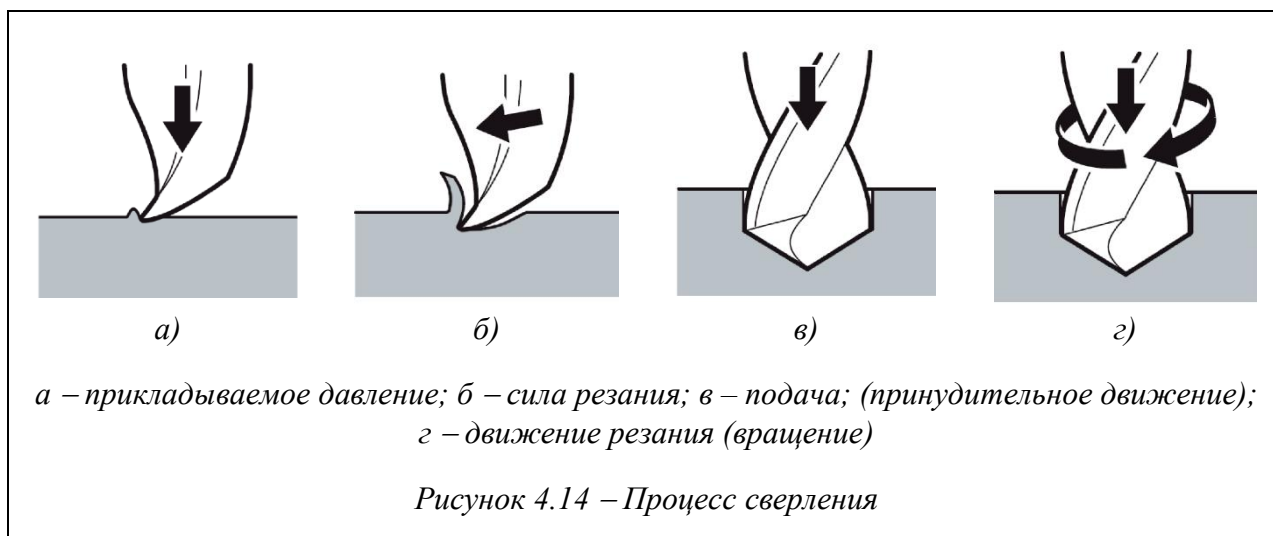 а)
б)
в)
г)
а – прикладываемое давление; б – сила резания; в – подача; (принудительное движение);
г – движение резания (вращение)
Рисунок 4.14 – Процесс сверления